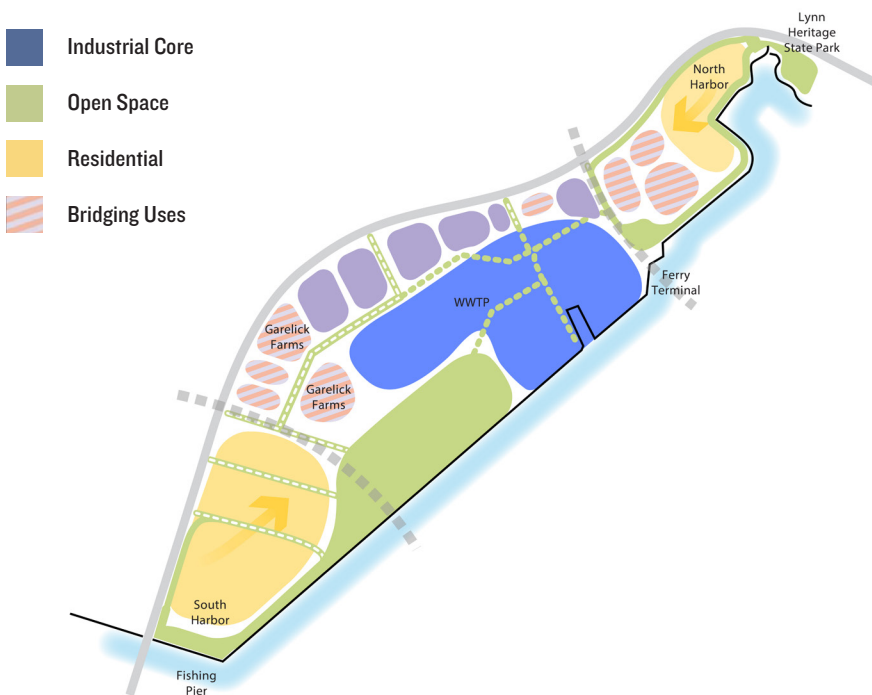 Industrial Core
Open Space
Residential
Bridging Uses
Lynn
Heritage
State Park
North
Harbor
Ferry
Terminal
WWTP
Garelick
Farms
Garelick
Farms
South
Harbor
Fishing
Pier